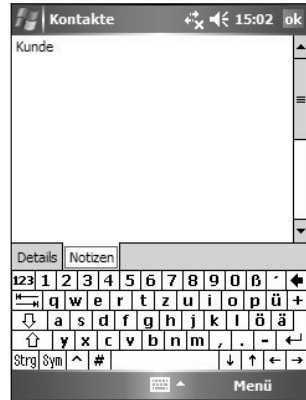 Kontakte 15:02 ok
Kunde
Details Notizen
123 1 2 3 4 5 6 7 8 9 0 ß ´
q w e r t z u i o p ü +
a s d f g h j k l ö ä
y x c v b n m , . -
Strg Sym ^ #
Menü